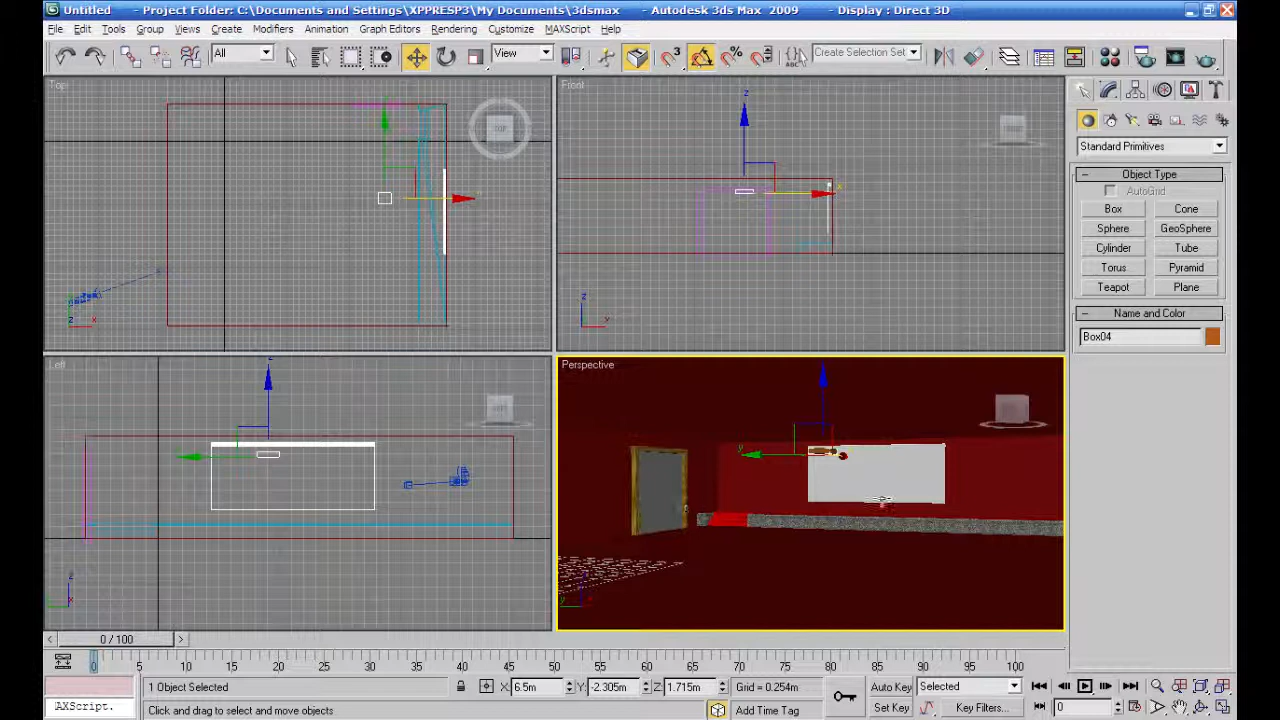 Untitled - Project Folder: C:\Documents and Settings\XPPRESP3\My Documents\3dsmax - Autodesk 3ds Max 2009 - Display : Direct 3D
File Edit Tools Group Views Create Modifiers Animation Graph Editors Rendering Customize MAXScript Help
All View 3 % ABC Create Selection Set
Top Front
TOP
Left Perspective
Standard Primitives
Object Type
AutoGrid
Box Cone
Sphere GeoSphere
Cylinder Tube
Torus Pyramid
Teapot Plane
Name and Color
Box04
0 / 100
0 5 10 15 20 25 30 35 40 45 50 55 60 65 70 75 80 85 90 95 100
1 Object Selected X: 6.5m Y: -2.305m Z: 1.715m Grid = 0.254m Auto Key Selected
AXScript. Click and drag to select and move objects Add Time Tag Set Key Key Filters... 0